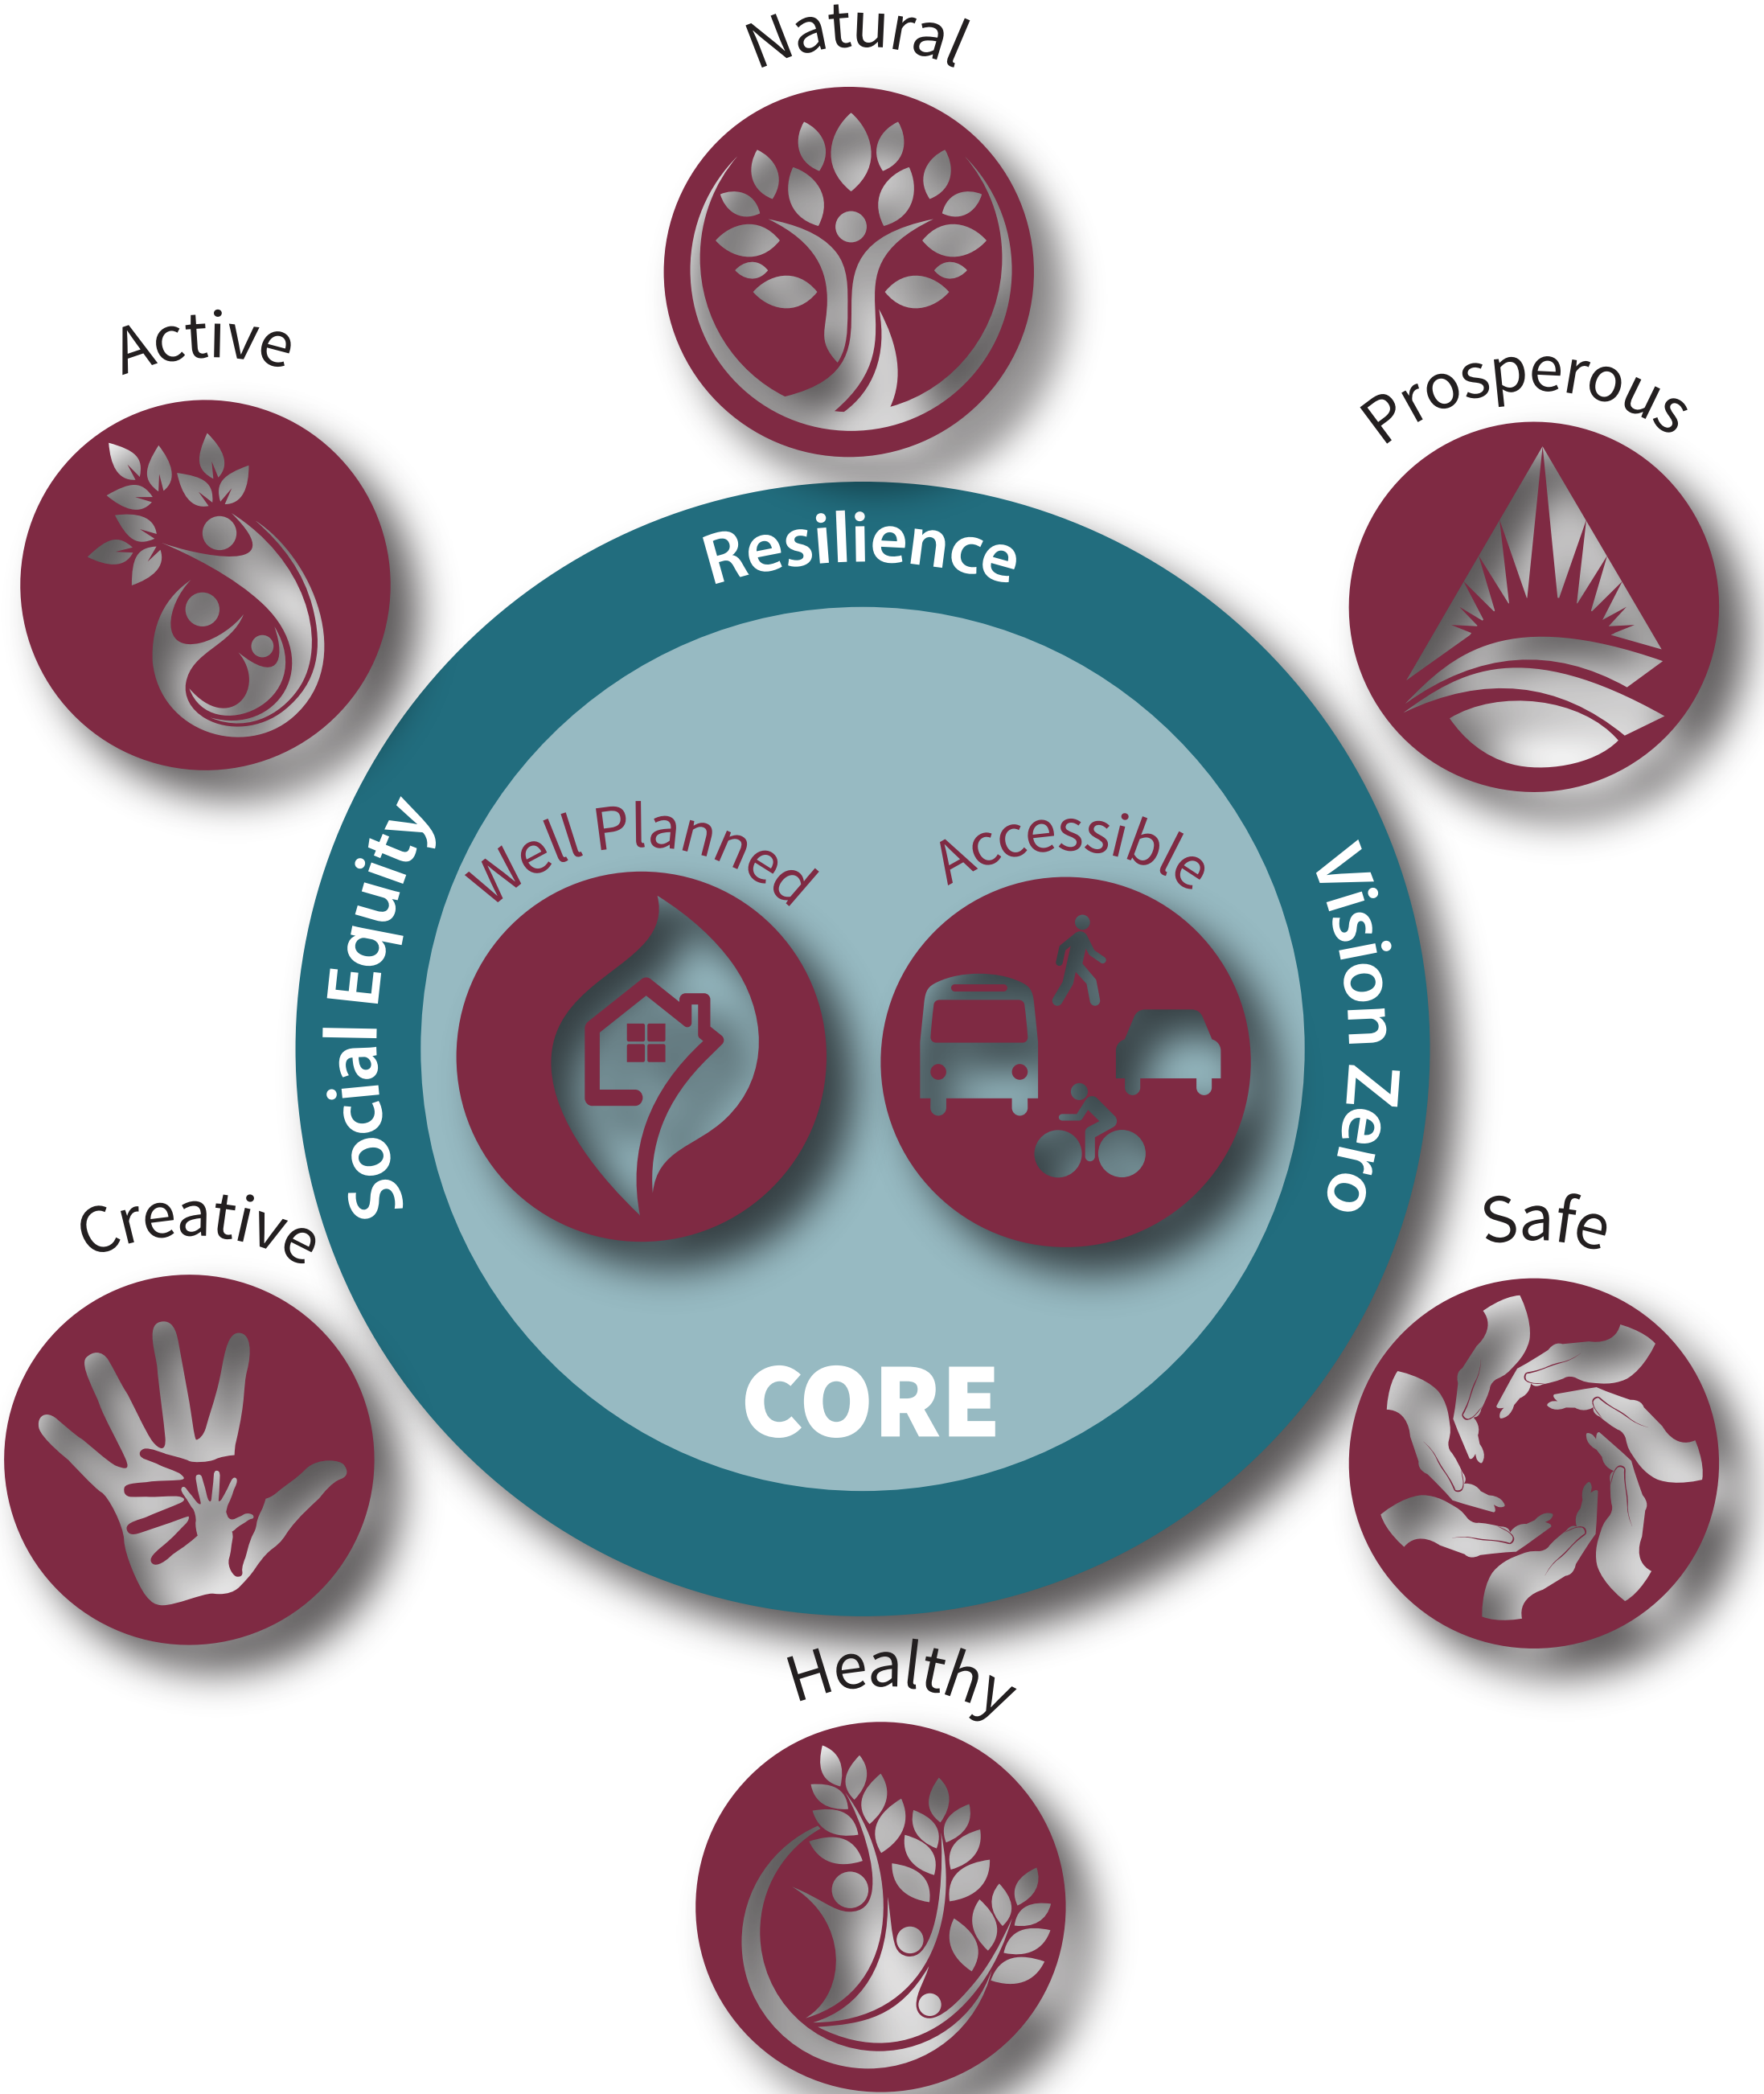 Natural
Active
Prosperous
Resilience
Social Equity
Well Planned
Accessible
Vision Zero
Creative
Safe
CORE
Healthy